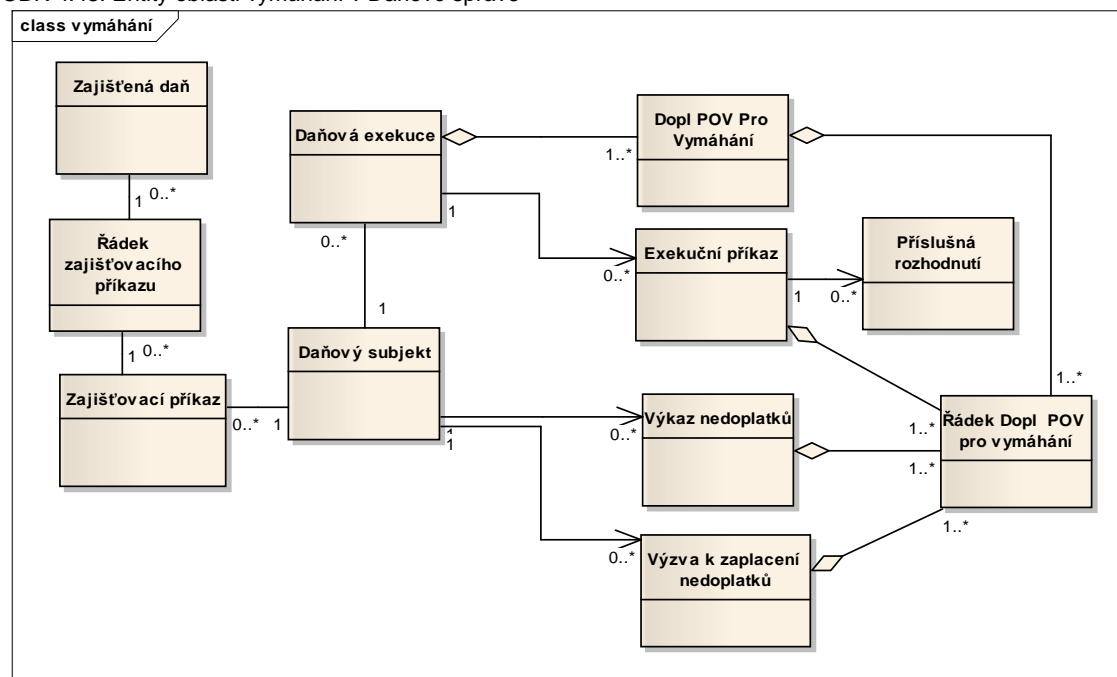 class vymáhání
Zajištěná daň
Daňová exekuce
Dopl POV Pro
Vymáhání
1..*
0..*
1
1
Řádek
zajišťovacího
příkazu
Exekuční příkaz
Příslušná
rozhodnutí
0..*
0..*
1
0..*
1
0..*
1
Daňový subjekt
Zajišťovací příkaz
0..*
1
1
1
Výkaz nedoplatků
0..*
1..*
Řádek Dopl POV
pro vymáhání
1..*
1..*
1..*
Výzva k zaplacení
nedoplatků
0..*